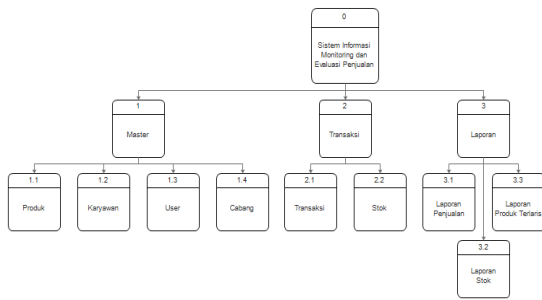 0
Sistem Informasi
Monitoring dan
Evaluasi Penjualan
1
Master
2
Transaksi
3
Laporan
1.1
Produk
1.2
Karyawan
1.3
User
1.4
Cabang
2.1
Transaksi
2.2
Stok
3.1
Laporan
Penjualan
3.3
Laporan
Produk Terlaris
3.2
Laporan
Stok